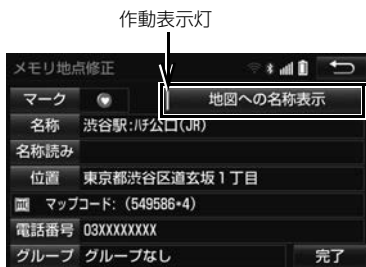 作動表示灯
メモリ地点修正
マーク 地図への名称表示
名称 渋谷駅:ﾊﾁ公口(JR)
名称読み
位置 東京都渋谷区道玄坂1丁目
マップコード: (549586*4)
電話番号 03XXXXXXXX
グループ グループなし 完了